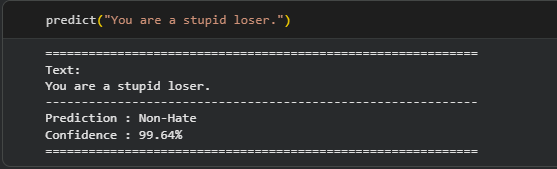 predict("You are a stupid loser.")
============================================================
Text:
You are a stupid loser.
------------------------------------------------------------
Prediction : Non-Hate
Confidence : 99.64%
============================================================